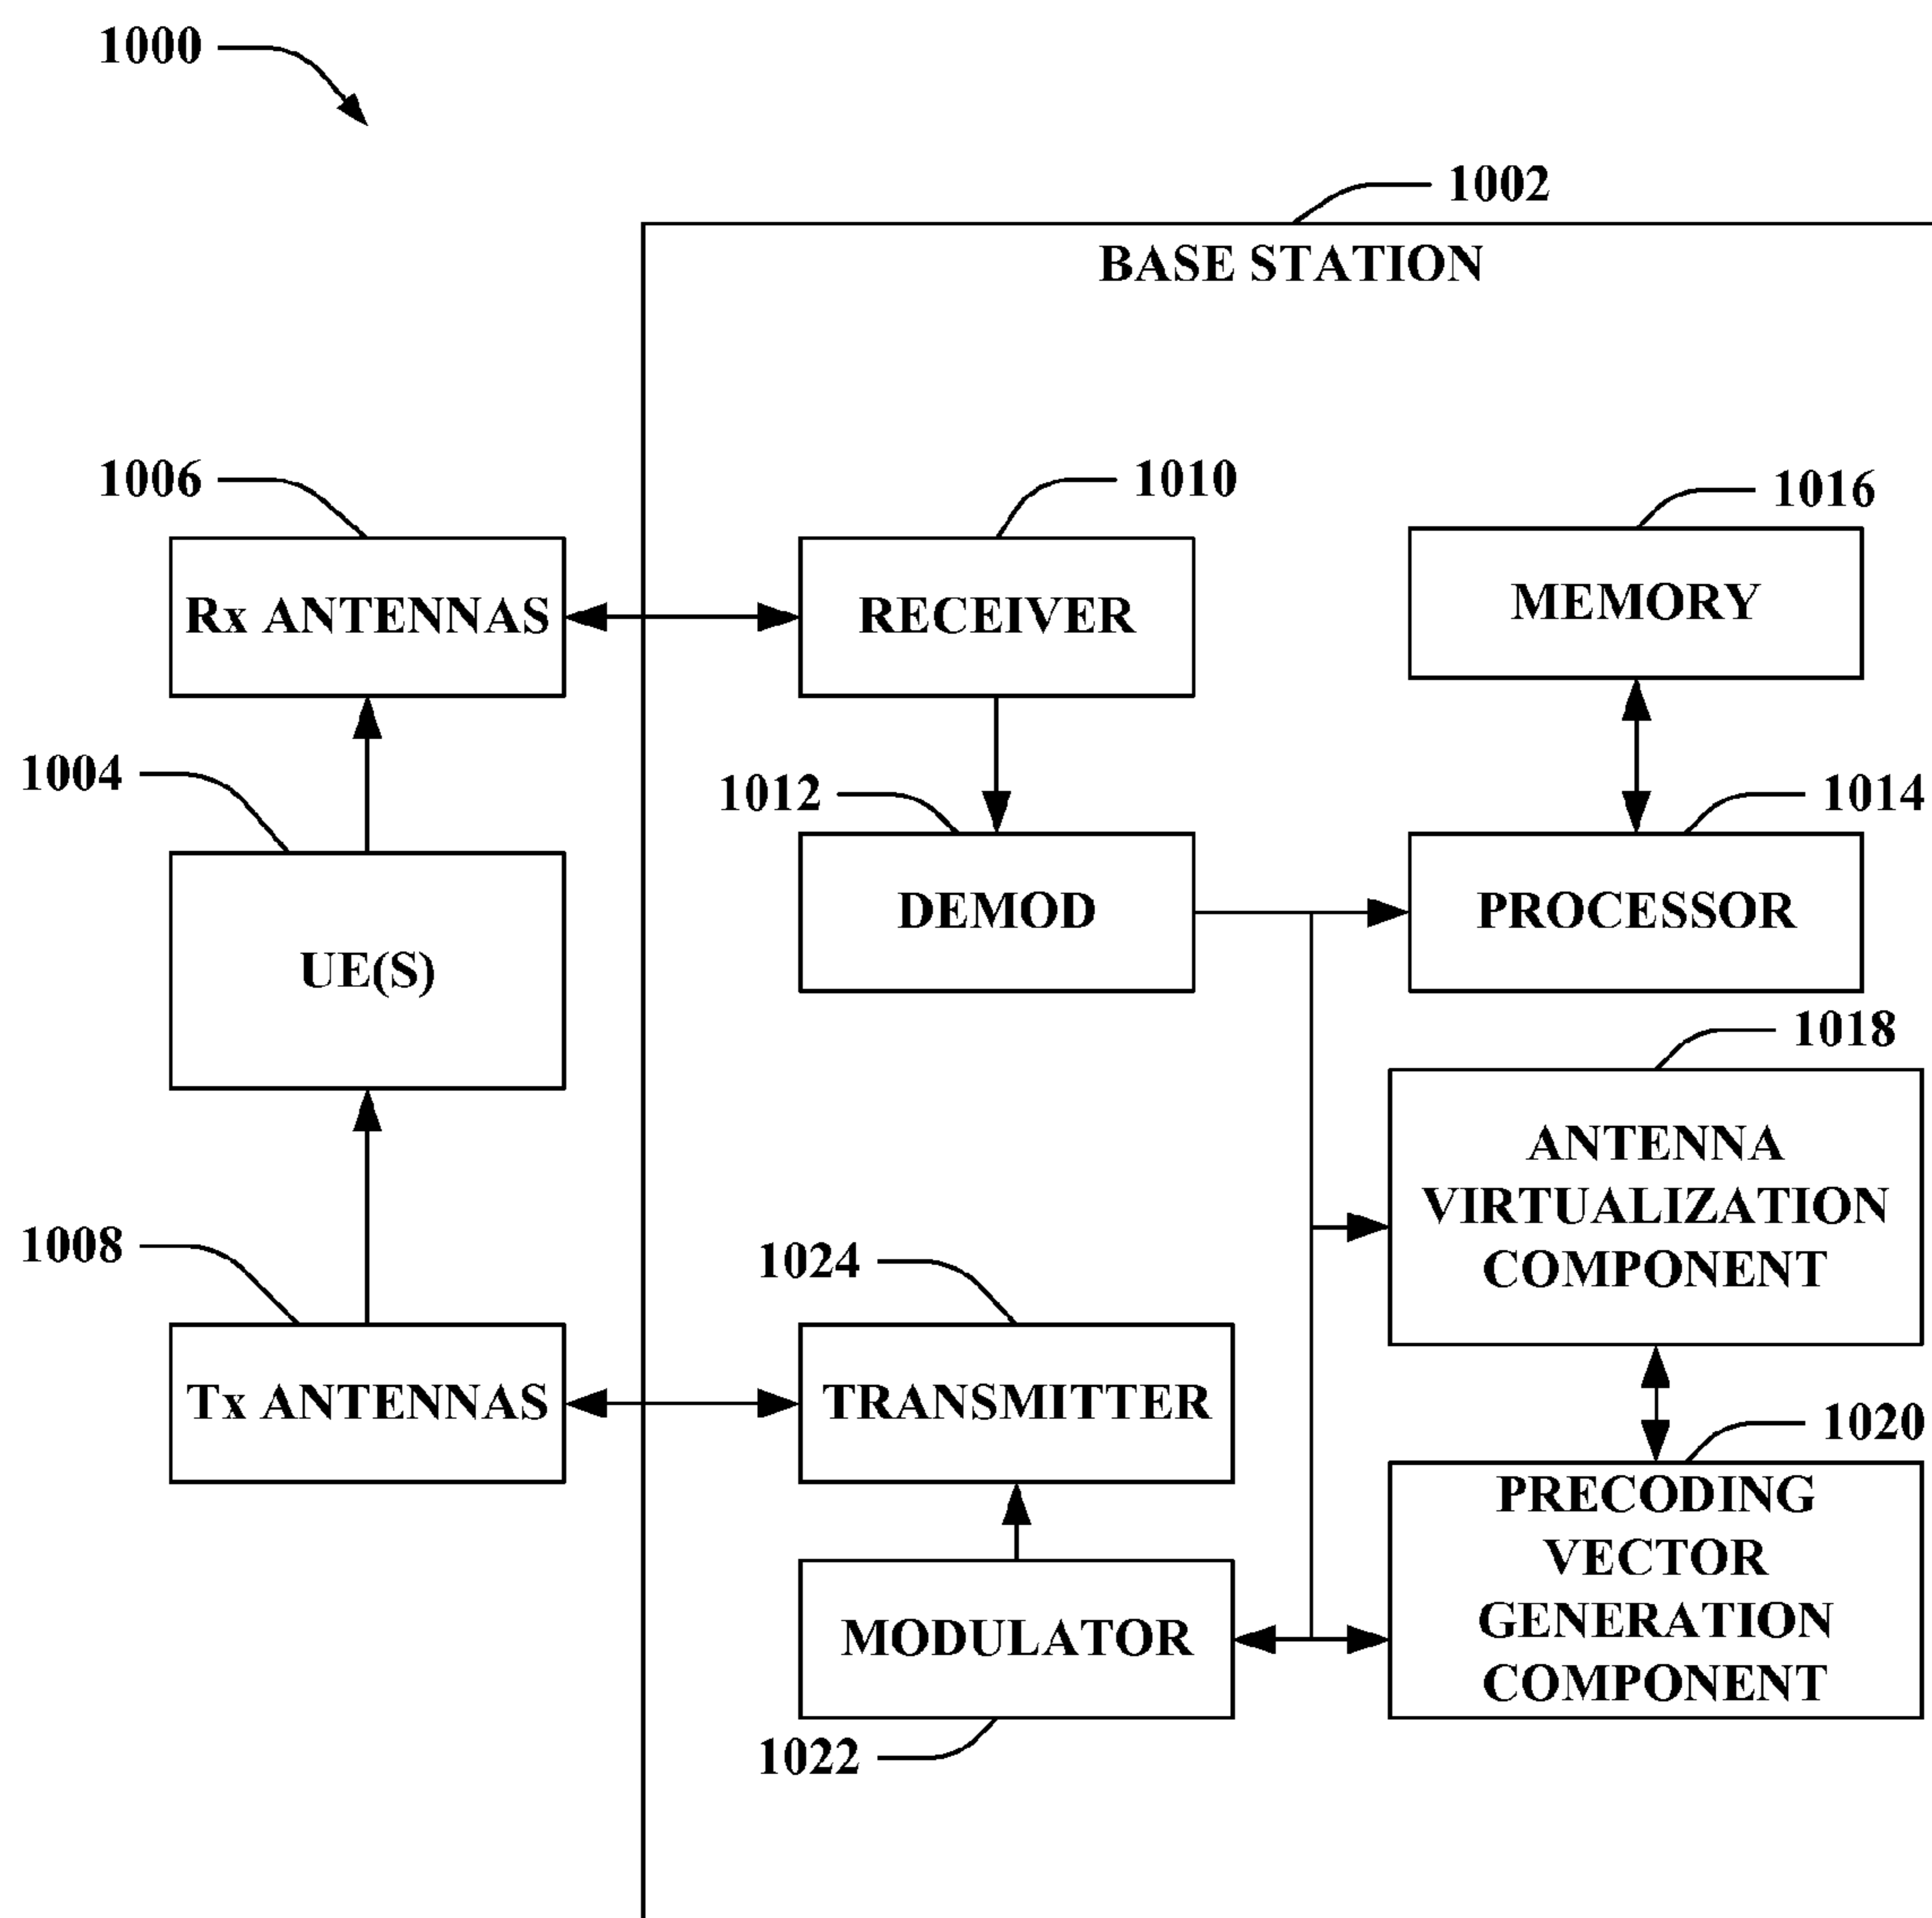 1000
1002
BASE STATION
1006
1010
1016
Rx ANTENNAS
RECEIVER
MEMORY
1004
1012
1014
UE(S)
DEMOD
PROCESSOR
1018
ANTENNA
VIRTUALIZATION
COMPONENT
1008
1024
Tx ANTENNAS
TRANSMITTER
1020
PRECODING
VECTOR
GENERATION
COMPONENT
MODULATOR
1022